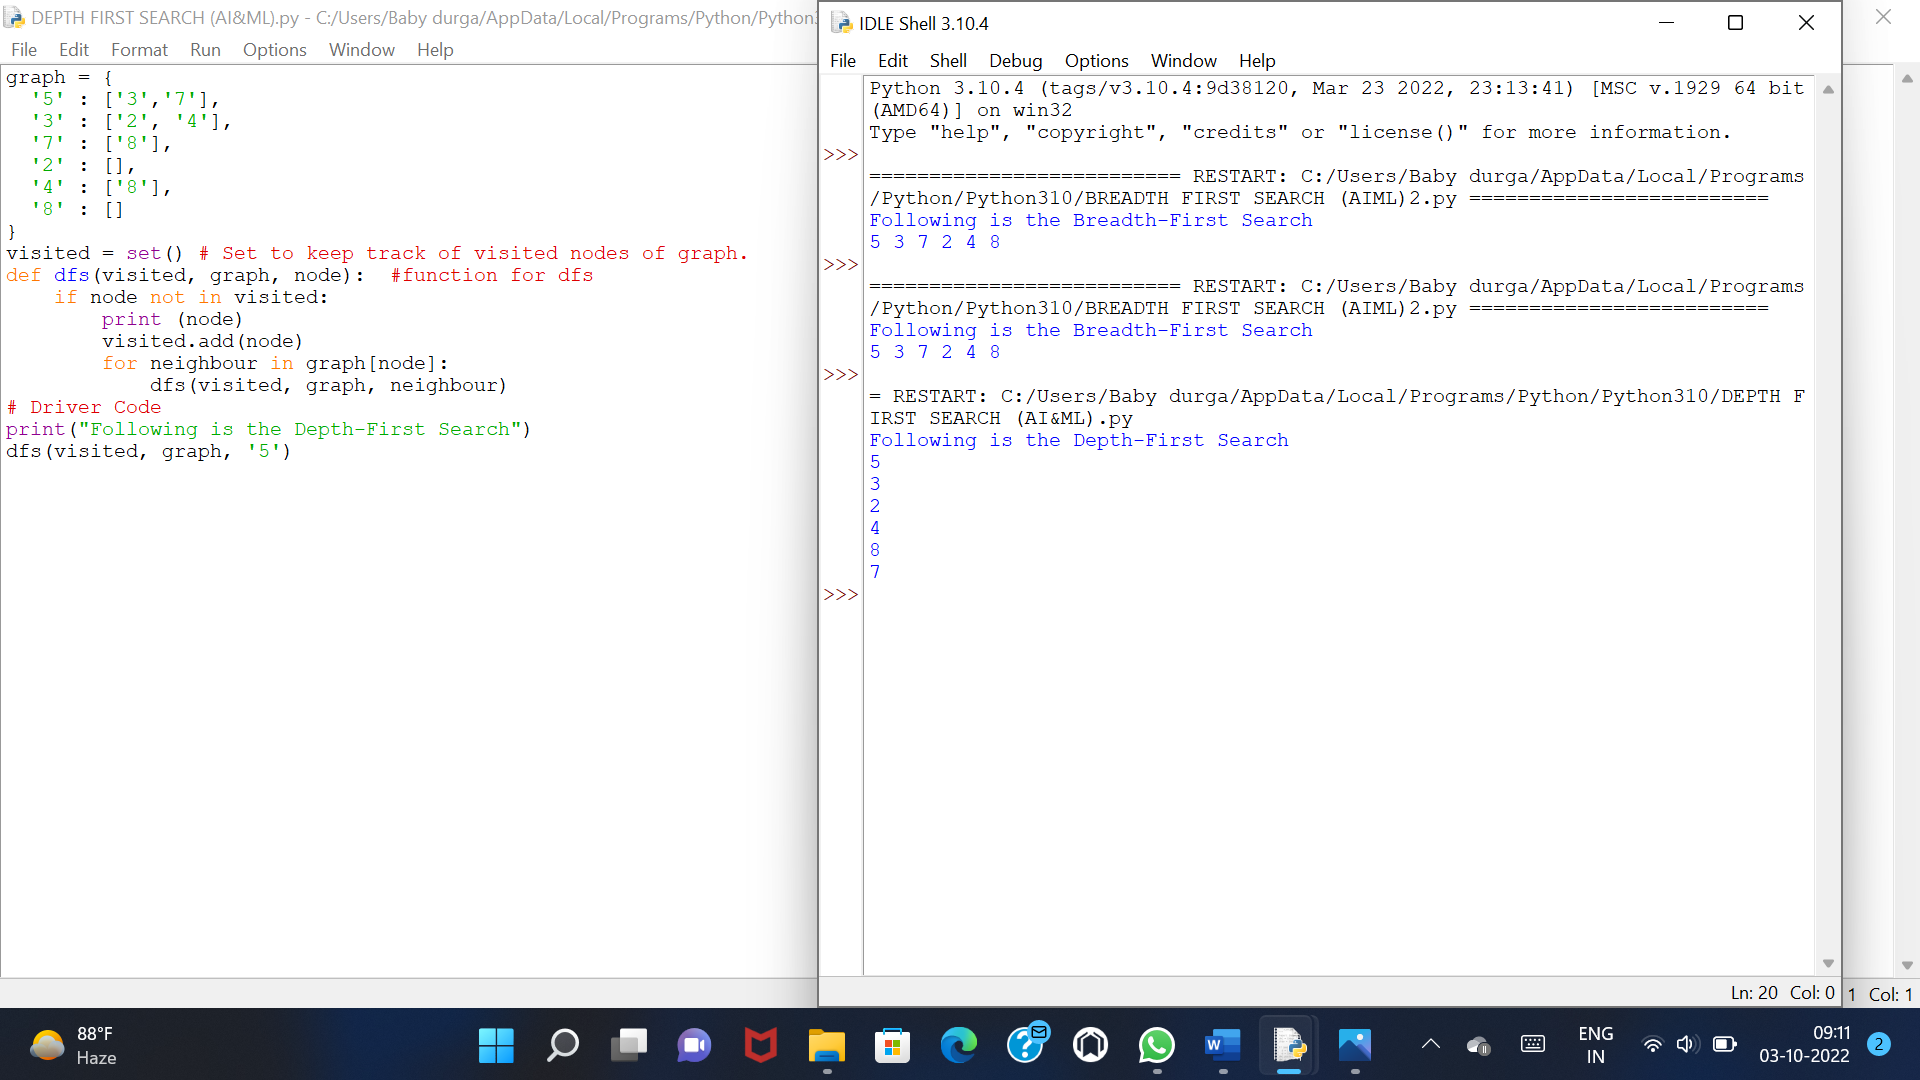 DEPTH FIRST SEARCH (AI&ML).py - C:/Users/Baby durga/AppData/Local/Programs/Python/Python3
File Edit Format Run Options Window Help
graph = {
  '5' : ['3','7'],
  '3' : ['2', '4'],
  '7' : ['8'],
  '2' : [],
  '4' : ['8'],
  '8' : []
}
visited = set() # Set to keep track of visited nodes of graph.
def dfs(visited, graph, node):  #function for dfs
    if node not in visited:
        print (node)
        visited.add(node)
        for neighbour in graph[node]:
            dfs(visited, graph, neighbour)
# Driver Code
print("Following is the Depth-First Search")
dfs(visited, graph, '5')
IDLE Shell 3.10.4
File Edit Shell Debug Options Window Help
Python 3.10.4 (tags/v3.10.4:9d38120, Mar 23 2022, 23:13:41) [MSC v.1929 64 bit
(AMD64)] on win32
Type "help", "copyright", "credits" or "license()" for more information.
>>>
========================== RESTART: C:/Users/Baby durga/AppData/Local/Programs
/Python/Python310/BREADTH FIRST SEARCH (AIML)2.py =========================
Following is the Breadth-First Search
5 3 7 2 4 8
>>>
========================== RESTART: C:/Users/Baby durga/AppData/Local/Programs
/Python/Python310/BREADTH FIRST SEARCH (AIML)2.py =========================
Following is the Breadth-First Search
5 3 7 2 4 8
>>>
= RESTART: C:/Users/Baby durga/AppData/Local/Programs/Python/Python310/DEPTH F
IRST SEARCH (AI&ML).py
Following is the Depth-First Search
5
3
2
4
8
7
>>>
Ln: 20 Col: 0
1 Col: 1
88°F
Haze
W
ENG
IN
09:11
03-10-2022
2